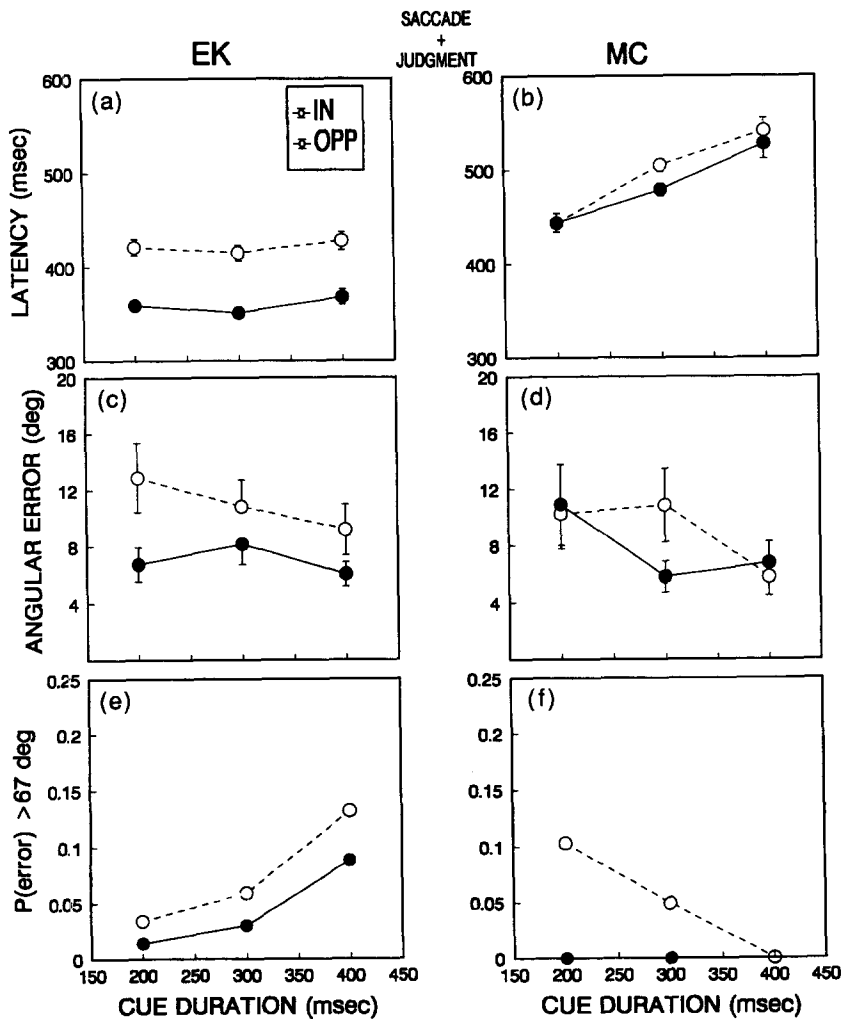 SACCADE
+
JUDGMENT
EK
MC
(a)
IN
OPP
600
500
400
300
LATENCY (msec)
(b)
600
500
400
300
(c)
20
16
12
8
4
ANGULAR ERROR (deg)
(d)
20
16
12
8
4
(e)
0.25
0.2
0.15
0.1
0.05
0
P(error) >67 deg
150 200 250 300 350 400 450
CUE DURATION (msec)
(f)
0.25
0.2
0.15
0.1
0.05
0
150 200 250 300 350 400 450
CUE DURATION (msec)